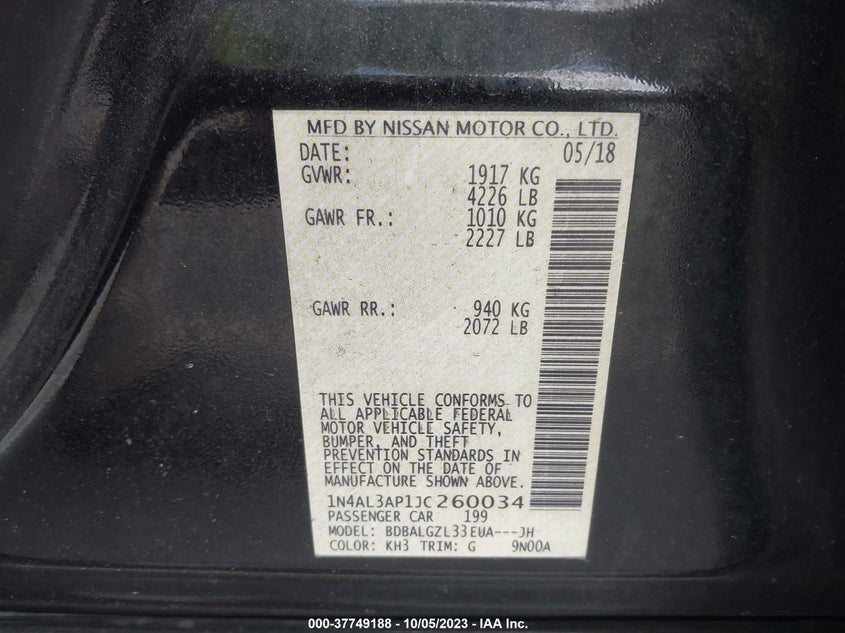 MFD BY NISSAN MOTOR CO., LTD.
DATE: 05/18
GVWR: 1917 KG
4226 LB
GAWR FR.: 1010 KG
2227 LB
GAWR RR.: 940 KG
2072 LB
THIS VEHICLE CONFORMS TO
ALL APPLICABLE FEDERAL
MOTOR VEHICLE SAFETY,
BUMPER, AND THEFT
PREVENTION STANDARDS IN
EFFECT ON THE DATE OF
MANUFACTURE SHOWN ABOVE.
1N4AL3AP1JC260034
PASSENGER CAR 199
MODEL: BDBALGZL33EUA---JH
COLOR: KH3 TRIM: G 9N00A
000-37749188 - 10/05/2023 - IAA Inc.